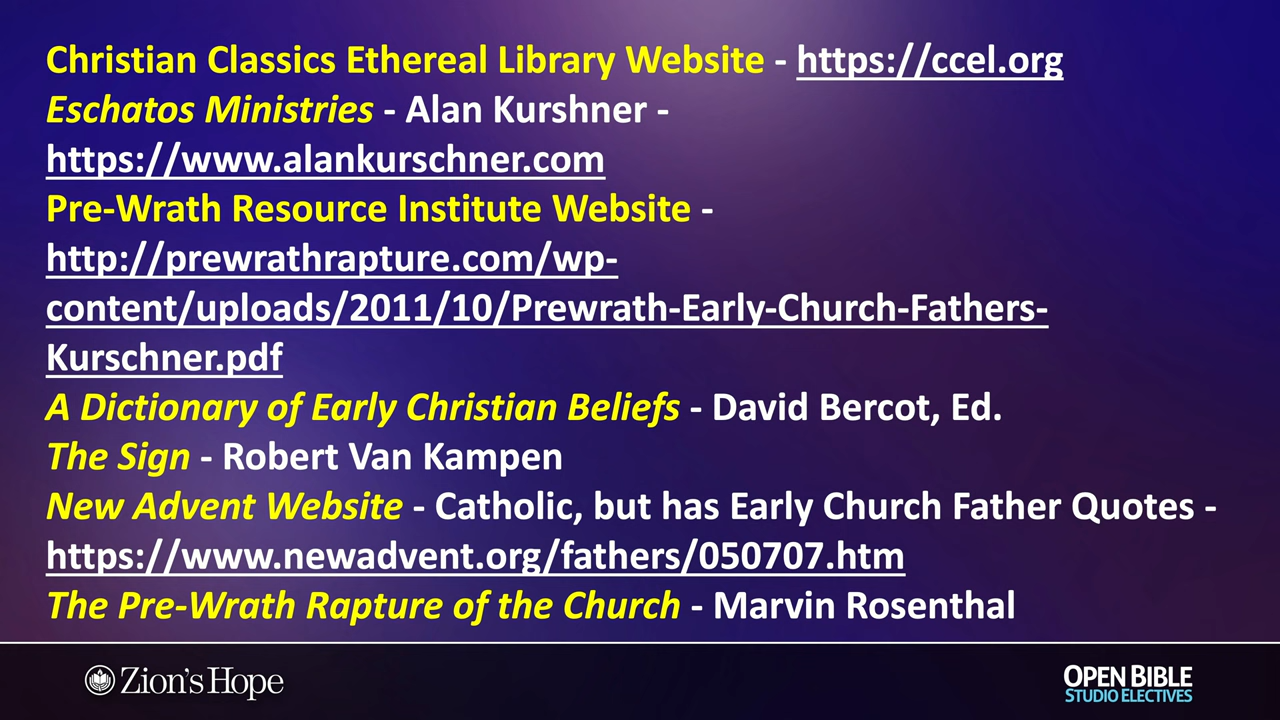 Christian Classics Ethereal Library Website - https://ccel.org
Eschatos Ministries - Alan Kurshner -
https://www.alankurschner.com
Pre-Wrath Resource Institute Website -
http://prewrathrapture.com/wp-
content/uploads/2011/10/Prewrath-Early-Church-Fathers-
Kurschner.pdf
A Dictionary of Early Christian Beliefs - David Bercot, Ed.
The Sign - Robert Van Kampen
New Advent Website - Catholic, but has Early Church Father Quotes -
https://www.newadvent.org/fathers/050707.htm
The Pre-Wrath Rapture of the Church - Marvin Rosenthal
Zion's Hope
OPEN BIBLE
STUDIO ELECTIVES